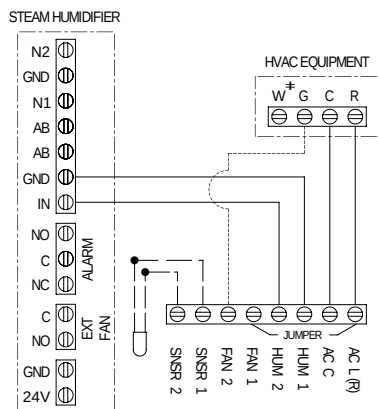 STEAM HUMIDIFIER
N2
GND
N1
AB
AB
GND
IN
NO
C
NC
ALARM
C
NO
EXT
FAN
GND
24V
HVAC EQUIPMENT
W ‡ G C R
SNSR 2
SNSR 1
FAN 2
FAN 1
HUM 2
HUM 1
AC C
AC L (R)
JUMPER